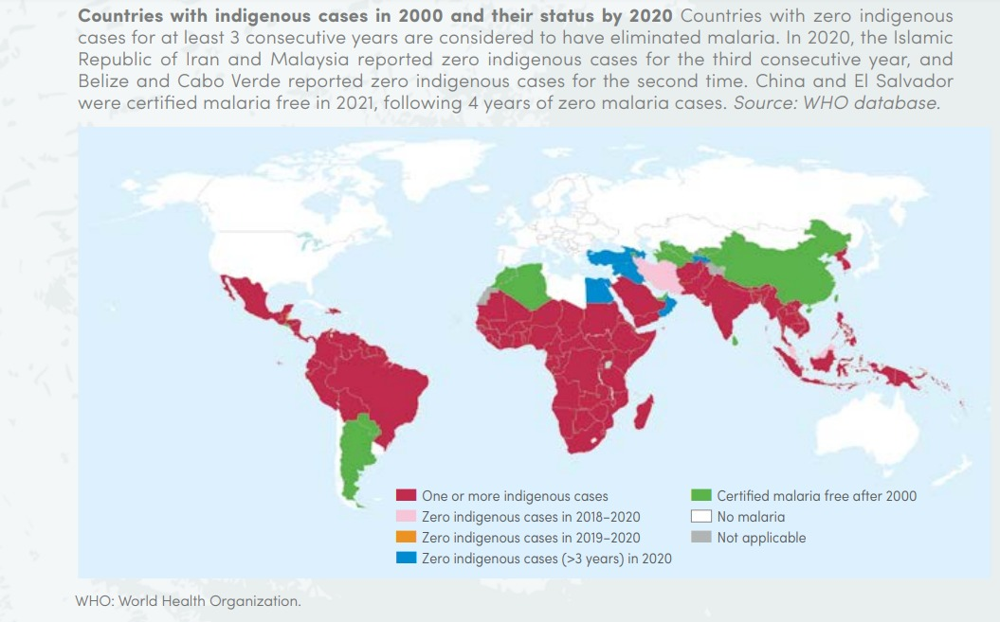 Countries with indigenous cases in 2000 and their status by 2020 Countries with zero indigenous
cases for at least 3 consecutive years are considered to have eliminated malaria. In 2020, the Islamic
Republic of Iran and Malaysia reported zero indigenous cases for the third consecutive year, and
Belize and Cabo Verde reported zero indigenous cases for the second time. China and El Salvador
were certified malaria free in 2021, following 4 years of zero malaria cases. Source: WHO database.
One or more indigenous cases
Zero indigenous cases in 2018–2020
Zero indigenous cases in 2019–2020
Zero indigenous cases (>3 years) in 2020
Certified malaria free after 2000
No malaria
Not applicable
WHO: World Health Organization.